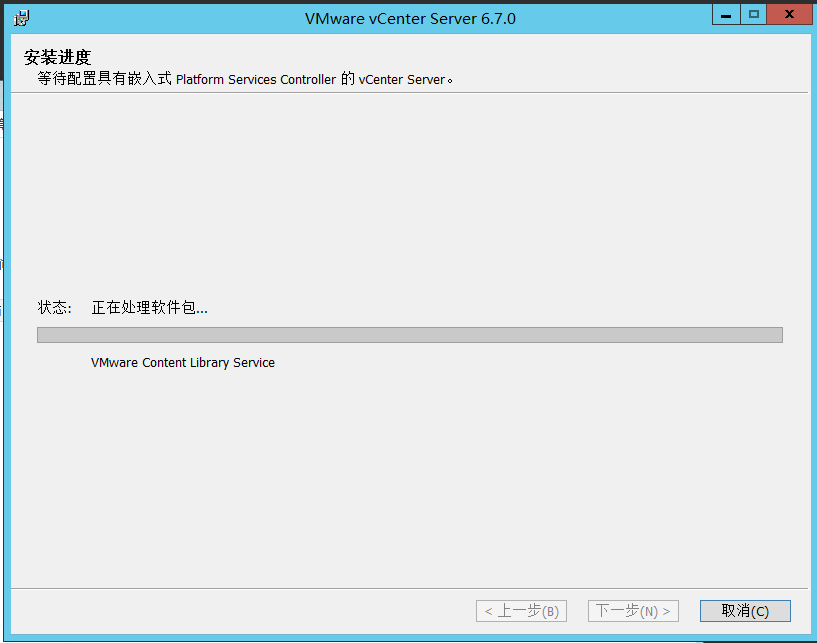 VMware vCenter Server 6.7.0
安装进度
等待配置具有嵌入式 Platform Services Controller 的 vCenter Server。
状态: 正在处理软件包...
VMware Content Library Service
< 上一步(B) 下一步(N) > 取消(C)